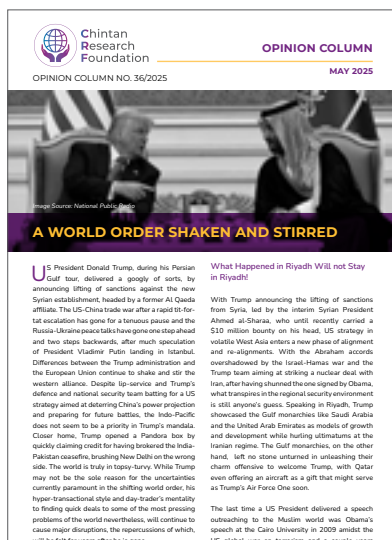 Chintan
Research
Foundation
OPINION COLUMN
OPINION COLUMN NO. 36/2025
MAY 2025
Image Source: National Public Radio
A WORLD ORDER SHAKEN AND STIRRED
US President Donald Trump, during his Persian
Gulf tour, delivered a googly of sorts, by
announcing lifting of sanctions against the new
Syrian establishment, headed by a former Al Qaeda
affiliate. The US-China trade war after a rapid tit-for-
tat escalation has gone for a tenuous pause and the
Russia-Ukraine peace talks have gone one step ahead
and two steps backwards, after much speculation
of President Vladimir Putin landing in Istanbul.
Differences between the Trump administration and
the European Union continue to shake and stir the
western alliance. Despite lip-service and Trump's
defence and national security team batting for a US
strategy aimed at deterring China's power projection
and preparing for future battles, the Indo-Pacific
does not seem to be a priority in Trump's mandala.
Closer home, Trump opened a Pandora box by
quickly claiming credit for having brokered the India-
Pakistan ceasefire, brushing New Delhi on the wrong
side. The world is truly in topsy-turvy. While Trump
may not be the sole reason for the uncertainties
currently paramount in the shifting world order, his
hyper-transactional style and day-trader's mentality
to finding quick deals to some of the most pressing
problems of the world nevertheless, will continue to
cause major disruptions, the repercussions of which,
What Happened in Riyadh Will not Stay
in Riyadh!
With Trump announcing the lifting of sanctions
from Syria, led by the interim Syrian President
Ahmed al-Sharaa, who until recently carried a
$10 million bounty on his head, US strategy in
volatile West Asia enters a new phase of alignment
and re-alignments. With the Abraham accords
overshadowed by the Israel-Hamas war and the
Trump team aiming at striking a nuclear deal with
Iran, after having shunned the one signed by Obama,
what transpires in the regional security environment
is still anyone's guess. Speaking in Riyadh, Trump
showcased the Gulf monarchies like Saudi Arabia
and the United Arab Emirates as models of growth
and development while hurling ultimatums at the
Iranian regime. The Gulf monarchies, on the other
hand, left no stone unturned in unleashing their
charm offensive to welcome Trump, with Qatar
even offering an aircraft as a gift that might serve
as Trump's Air Force One soon.
The last time a US President delivered a speech
outreaching to the Muslim world was Obama's
speech at the Cairo University in 2009 amidst the